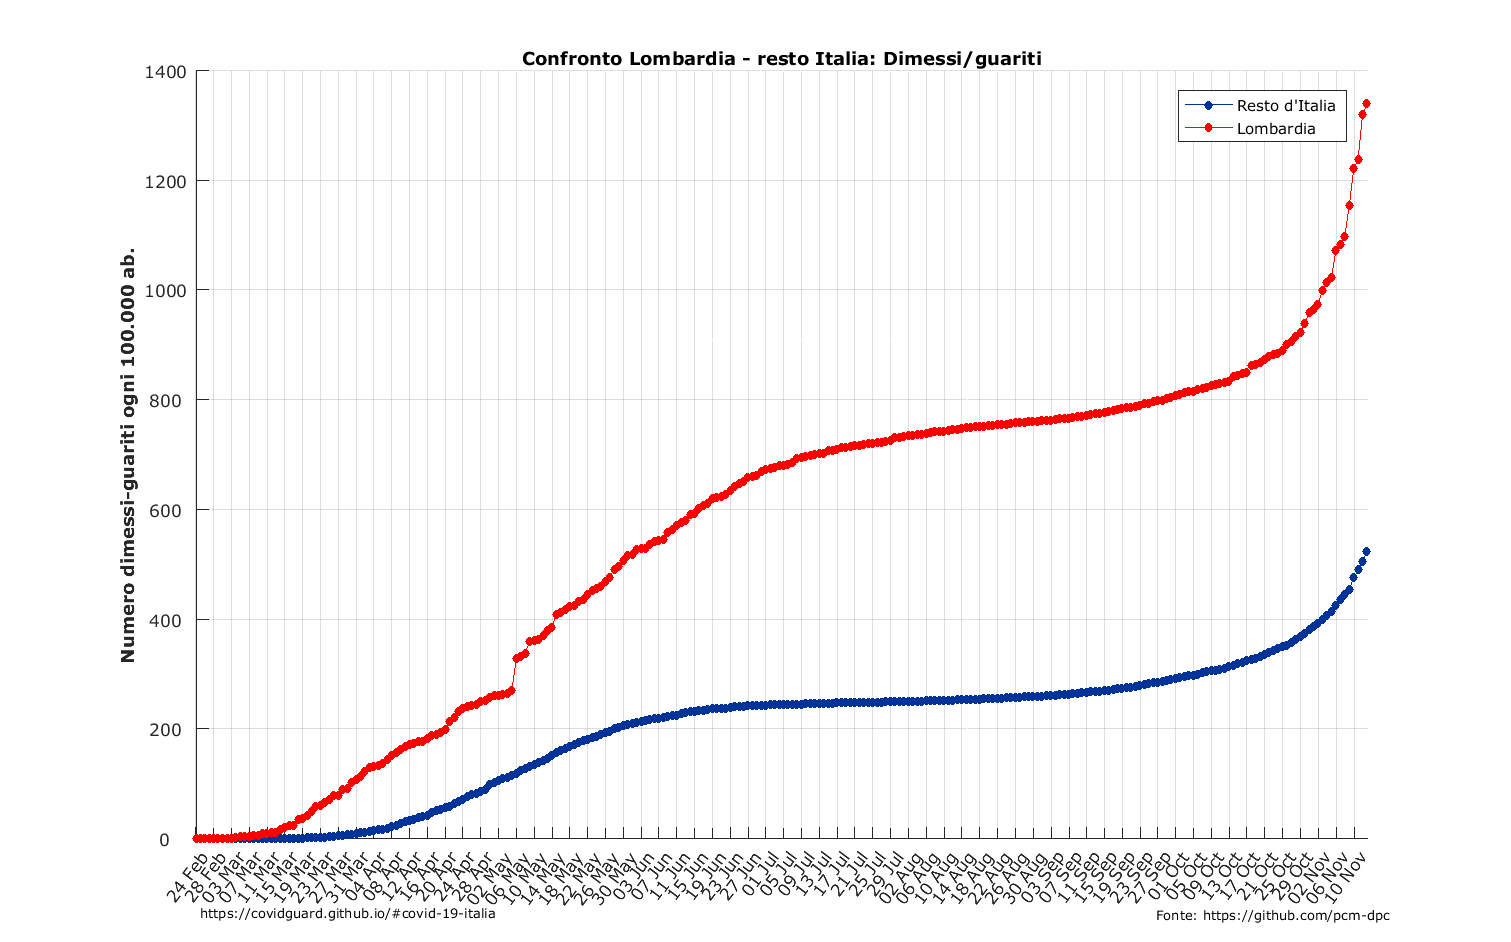 Confronto Lombardia - resto Italia: Dimessi/guariti
Numero dimessi-guariti ogni 100.000 ab.
1400
1200
1000
800
600
400
200
0
Resto d'Italia
Lombardia
24 Feb
28 Feb
03 Mar
07 Mar
11 Mar
15 Mar
19 Mar
23 Mar
27 Mar
31 Mar
04 Apr
08 Apr
12 Apr
16 Apr
20 Apr
24 Apr
28 Apr
02 May
06 May
10 May
14 May
18 May
22 May
26 May
30 May
03 Jun
07 Jun
11 Jun
15 Jun
19 Jun
23 Jun
27 Jun
01 Jul
05 Jul
09 Jul
13 Jul
17 Jul
21 Jul
25 Jul
29 Jul
02 Aug
06 Aug
10 Aug
14 Aug
18 Aug
22 Aug
26 Aug
30 Aug
03 Sep
07 Sep
11 Sep
15 Sep
19 Sep
23 Sep
27 Sep
01 Oct
05 Oct
09 Oct
13 Oct
17 Oct
21 Oct
25 Oct
29 Oct
02 Nov
06 Nov
10 Nov
https://covidguard.github.io/#covid-19-italia
Fonte: https://github.com/pcm-dpc